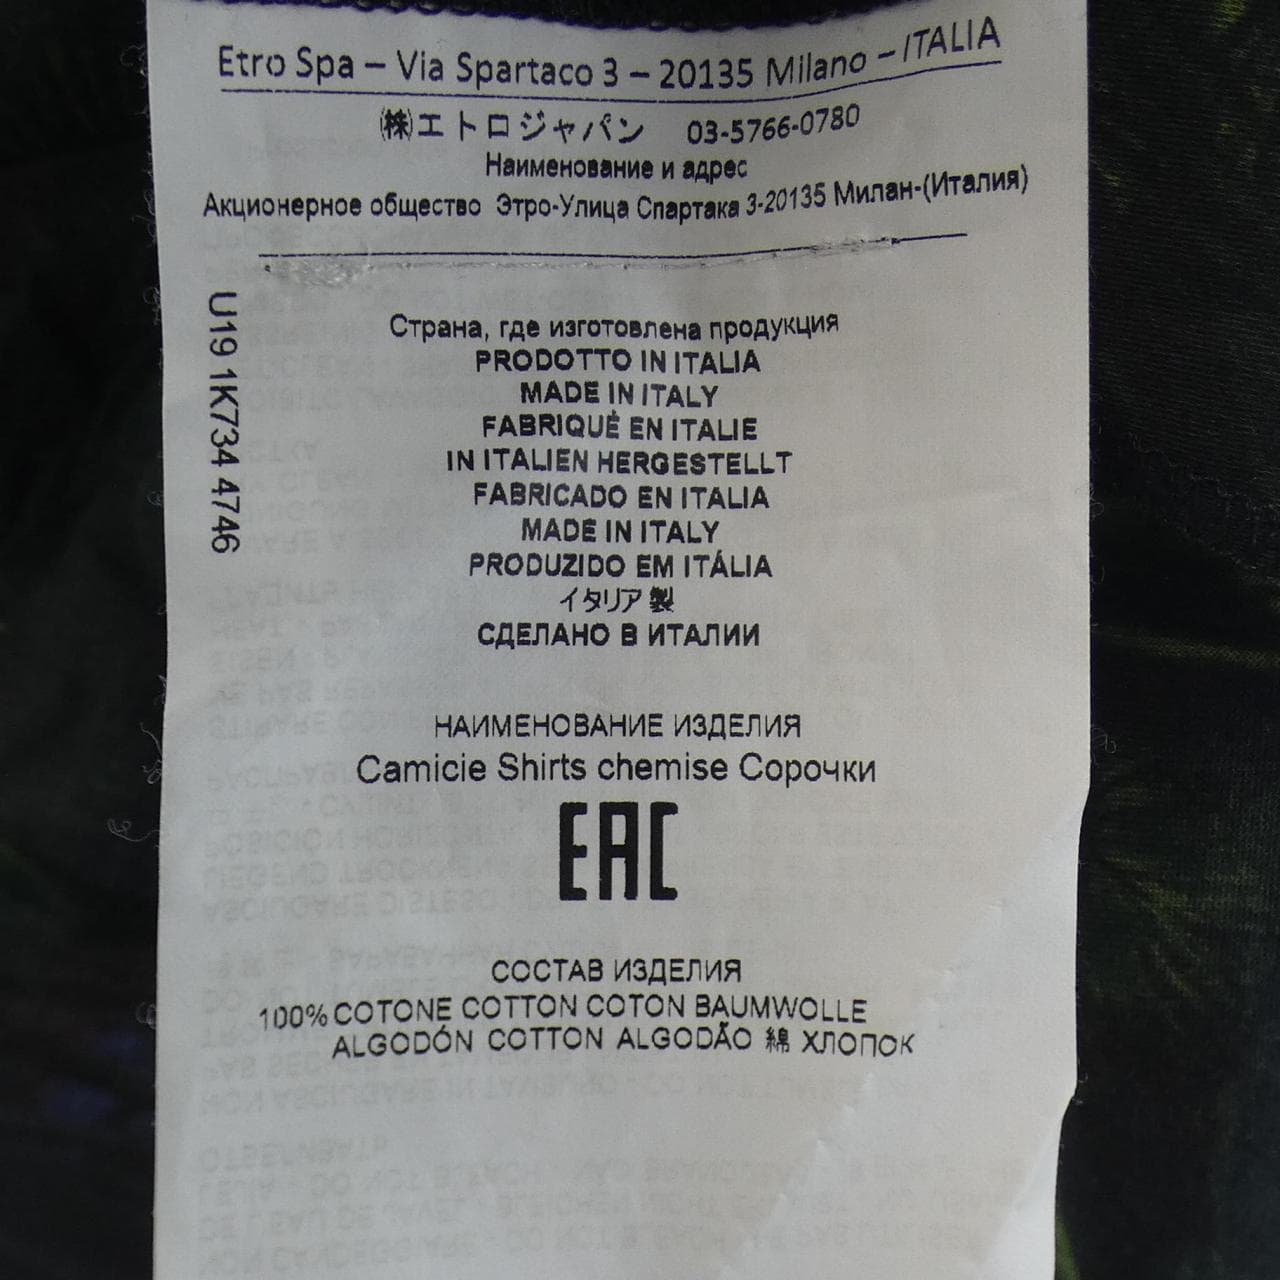 Etro Spa – Via Spartaco 3 – 20135 Milano – ITALIA
㈱エトロジャパン 03-5766-0780
Наименование и адрес
Акционерное общество Этро-Улица Спартака 3-20135 Милан-(Италия)
U19 1K734 4746
Страна, где изготовлена продукция
PRODOTTO IN ITALIA
MADE IN ITALY
FABRIQUÉ EN ITALIE
IN ITALIEN HERGESTELLT
FABRICADO EN ITALIA
MADE IN ITALY
PRODUZIDO EM ITÁLIA
イタリア製
СДЕЛАНО В ИТАЛИИ
НАИМЕНОВАНИЕ ИЗДЕЛИЯ
Camicie Shirts chemise Сорочки
EAC
СОСТАВ ИЗДЕЛИЯ
100% COTONE COTTON COTON BAUMWOLLE
ALGODÓN COTTON ALGODÃO 綿 ХЛОПОК